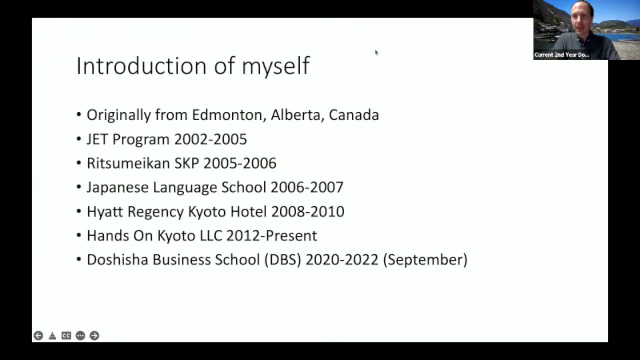 Introduction of myself
• Originally from Edmonton, Alberta, Canada
• JET Program 2002-2005
• Ritsumeikan SKP 2005-2006
• Japanese Language School 2006-2007
• Hyatt Regency Kyoto Hotel 2008-2010
• Hands On Kyoto LLC 2012-Present
• Doshisha Business School (DBS) 2020-2022 (September)
Current 2nd Year Do...